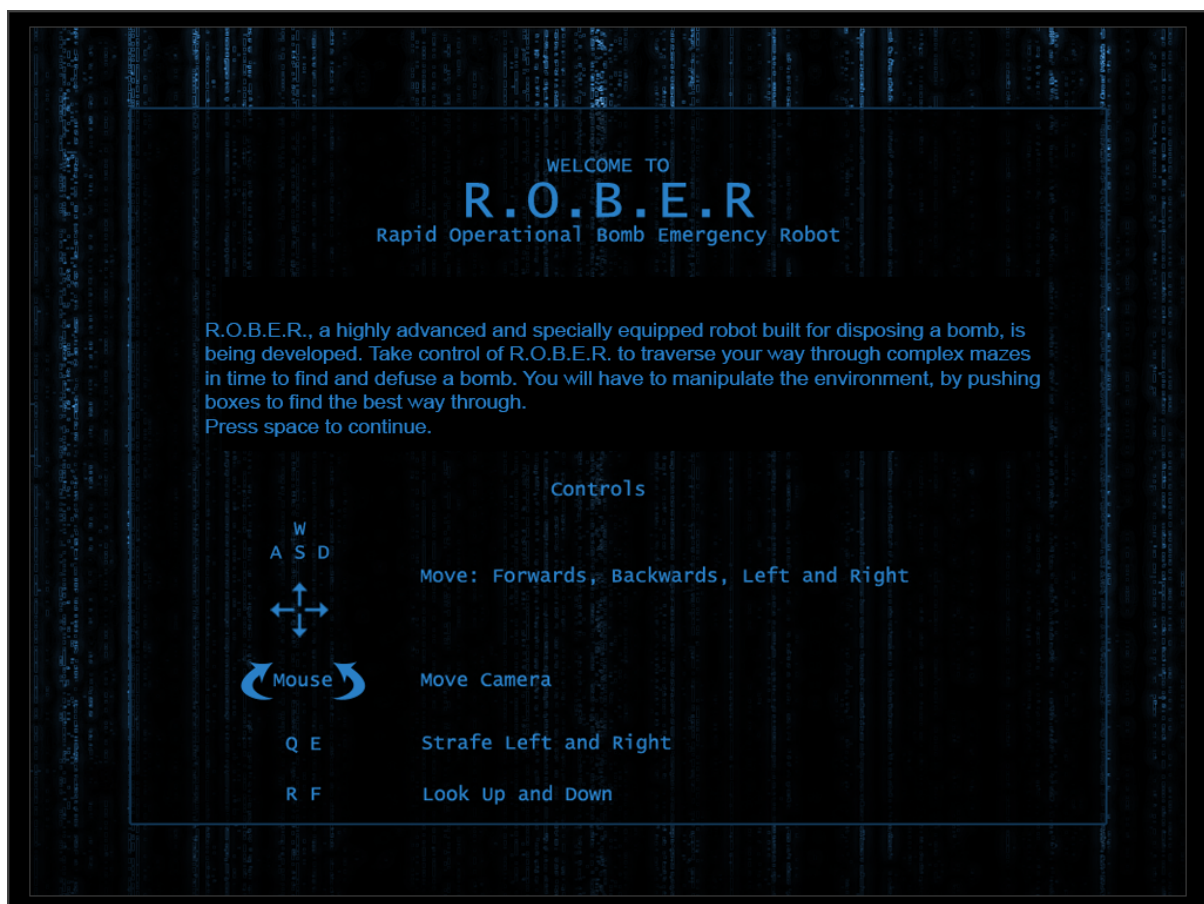 WELCOME TO
R.O.B.E.R
Rapid Operational Bomb Emergency Robot
R.O.B.E.R., a highly advanced and specially equipped robot built for disposing a bomb, is
being developed. Take control of R.O.B.E.R. to traverse your way through complex mazes
in time to find and defuse a bomb. You will have to manipulate the environment, by pushing
boxes to find the best way through.
Press space to continue.
Controls
W
A S D
Move: Forwards, Backwards, Left and Right
Mouse Move Camera
Q E Strafe Left and Right
R F Look Up and Down